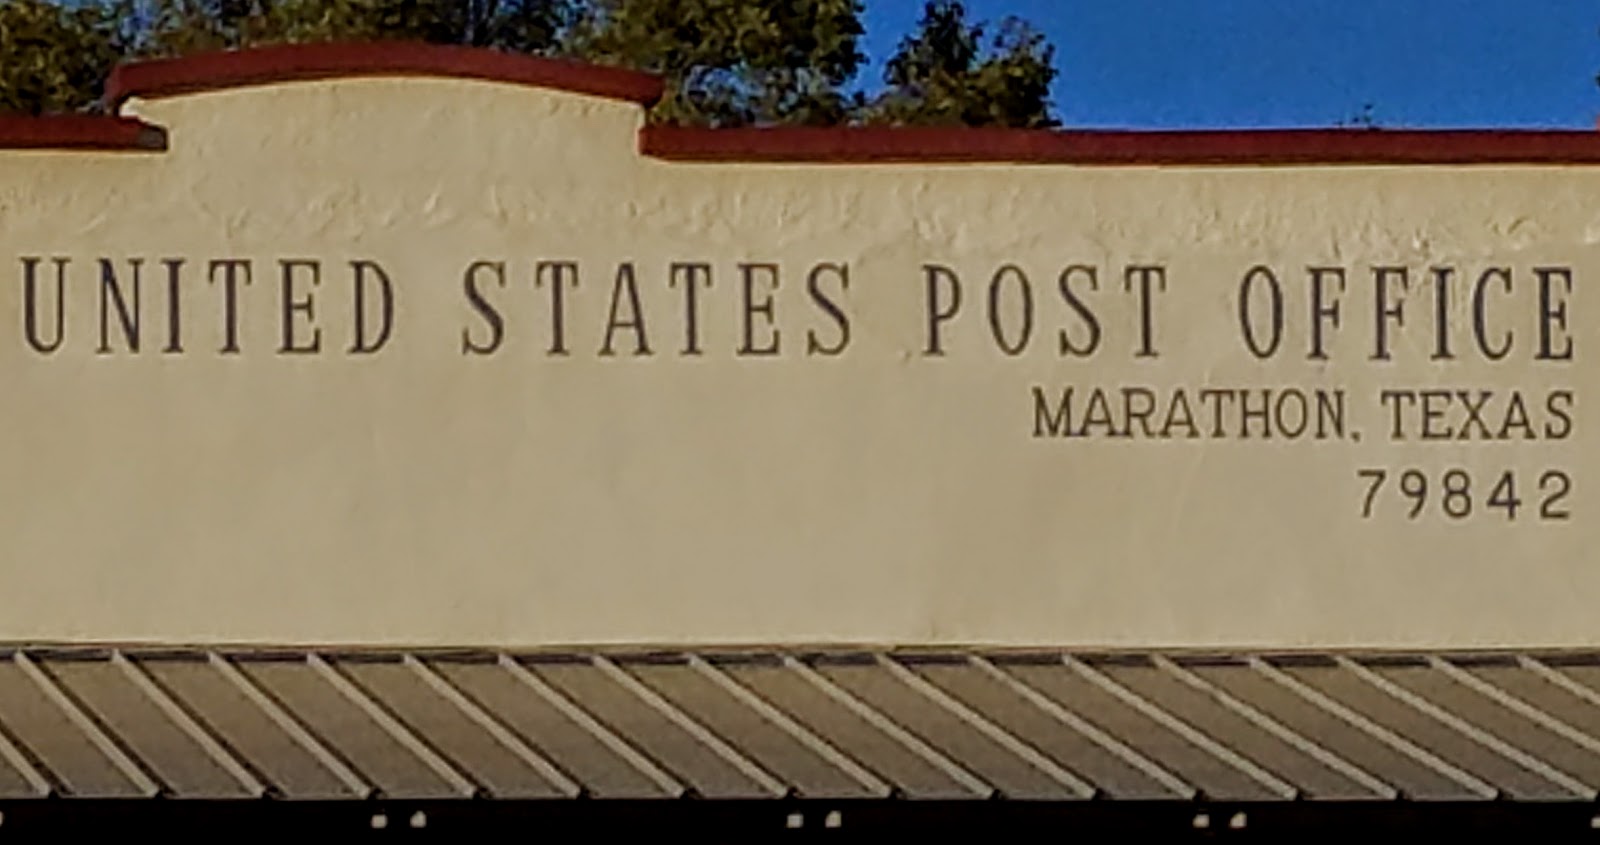 UNITED STATES POST OFFICE
MARATHON, TEXAS
79842